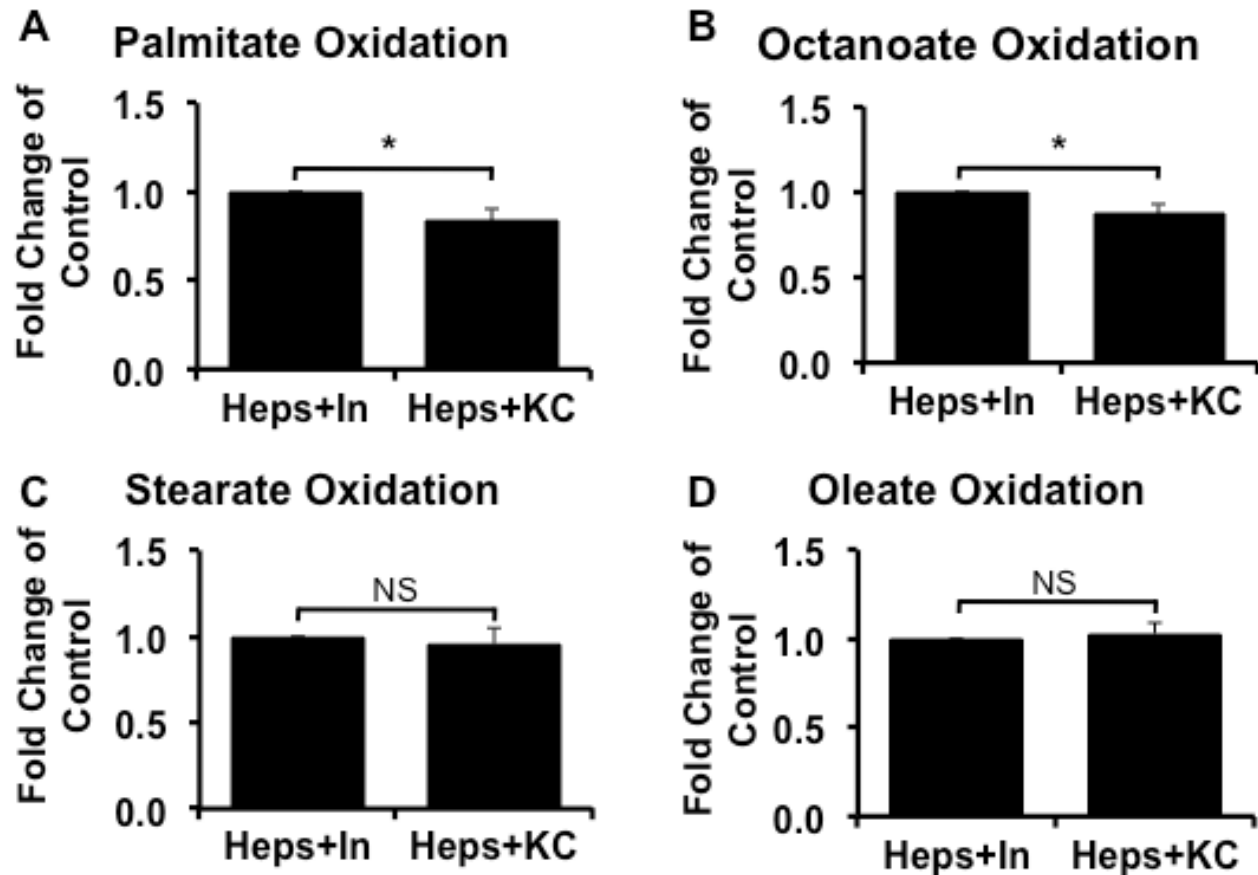 A
Palmitate Oxidation
Fold Change of
Control
1.5
1.0
0.5
0.0
*
Heps+In
Heps+KC
B
Octanoate Oxidation
Fold Change of
Control
1.5
1.0
0.5
0.0
*
Heps+In
Heps+KC
C
Stearate Oxidation
Fold Change of
Control
1.5
1.0
0.5
0.0
NS
Heps+In
Heps+KC
D
Oleate Oxidation
Fold Change of
Control
1.5
1.0
0.5
0.0
NS
Heps+In
Heps+KC